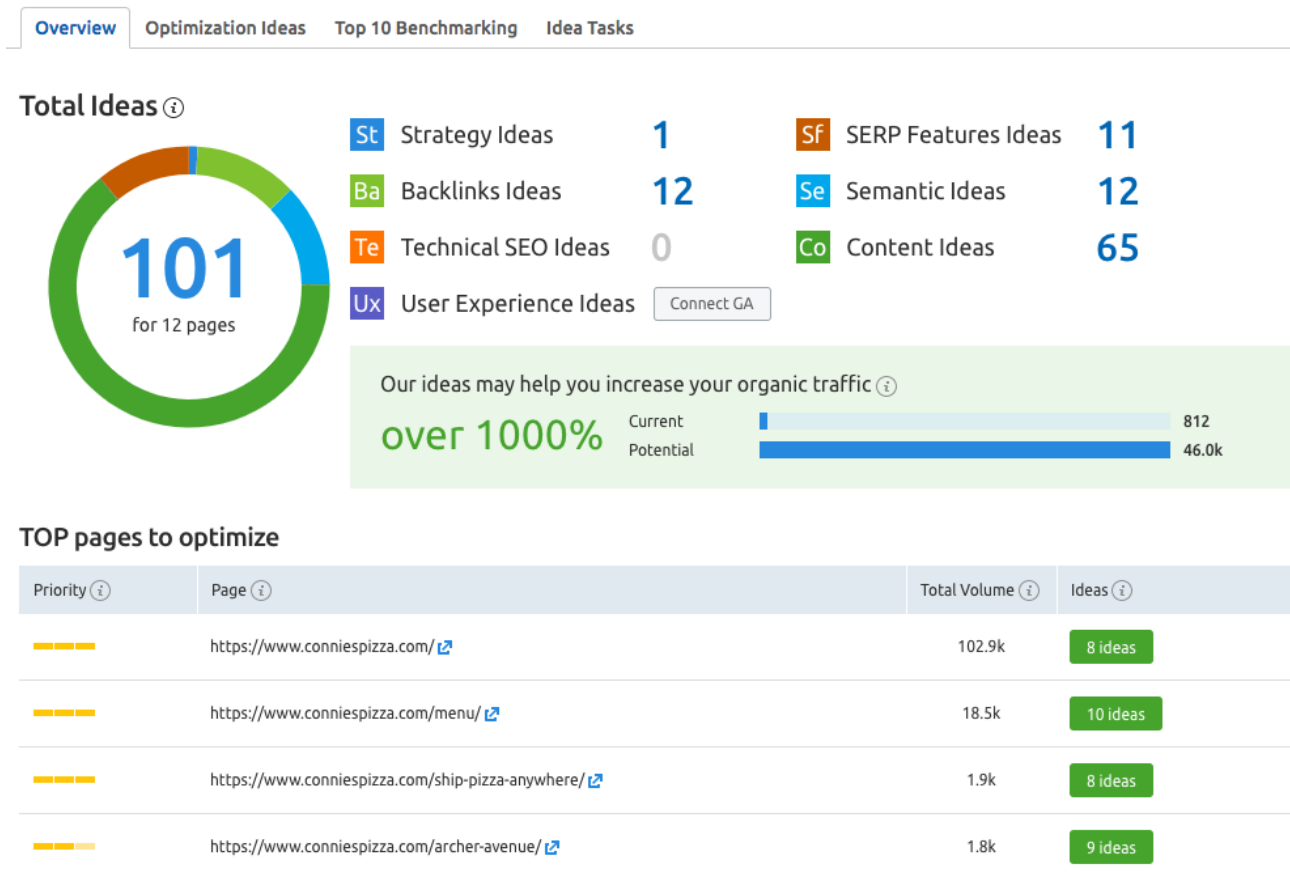 Overview Optimization Ideas Top 10 Benchmarking Idea Tasks
Total Ideas
101
for 12 pages
St Strategy Ideas 1
Sf SERP Features Ideas 11
Ba Backlinks Ideas 12
Se Semantic Ideas 12
Te Technical SEO Ideas 0
Co Content Ideas 65
Ux User Experience Ideas Connect GA
Our ideas may help you increase your organic traffic
over 1000%
Current 812
Potential 46.0k
TOP pages to optimize
Priority Page Total Volume Ideas
https://www.conniespizza.com/ 102.9k 8 ideas
https://www.conniespizza.com/menu/ 18.5k 10 ideas
https://www.conniespizza.com/ship-pizza-anywhere/ 1.9k 8 ideas
https://www.conniespizza.com/archer-avenue/ 1.8k 9 ideas